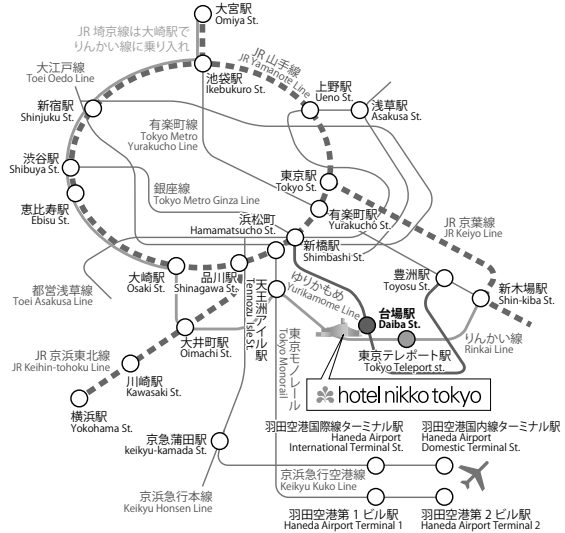 大宮駅
Omiya St.
JR 埼京線は大崎駅で
りんかい線に乗り入れ
JR 山手線
JR Yamanote Line
大江戸線
Toei Oedo Line
池袋駅
Ikebukuro St.
上野駅
Ueno St.
浅草駅
Asakusa St.
新宿駅
Shinjuku St.
有楽町線
Tokyo Metro
Yurakucho Line
渋谷駅
Shibuya St.
東京駅
Tokyo St.
銀座線
Tokyo Metro Ginza Line
恵比寿駅
Ebisu St.
有楽町駅
Yurakucho St.
浜松町
Hamamatsucho St.
JR 京葉線
JR Keiyo Line
新橋駅
Shimbashi St.
大崎駅
Osaki St.
品川駅
Shinagawa St.
天王洲アイル駅
Tennozu Isle St.
ゆりかもめ
Yurikamome Line
豊洲駅
Toyosu St.
都営浅草線
Toei Asakusa Line
新木場駅
Shin-kiba St.
台場駅
Daiba St.
りんかい線
Rinkai Line
大井町駅
Oimachi St.
東京モノレール
Tokyo Monorail
東京テレポート駅
Tokyo Teleport st.
JR 京浜東北線
JR Keihin-tohoku Line
川崎駅
Kawasaki St.
hotel nikko tokyo
横浜駅
Yokohama St.
京急蒲田駅
keikyu-kamada St.
羽田空港国際線ターミナル駅
Haneda Airport
International Terminal St.
羽田空港国内線ターミナル駅
Haneda Airport
Domestic Terminal St.
京浜急行空港線
Keikyu Kuko Line
京浜急行本線
Keikyu Honsen Line
羽田空港第 1 ビル駅
Haneda Airport Terminal 1
羽田空港第 2 ビル駅
Haneda Airport Terminal 2